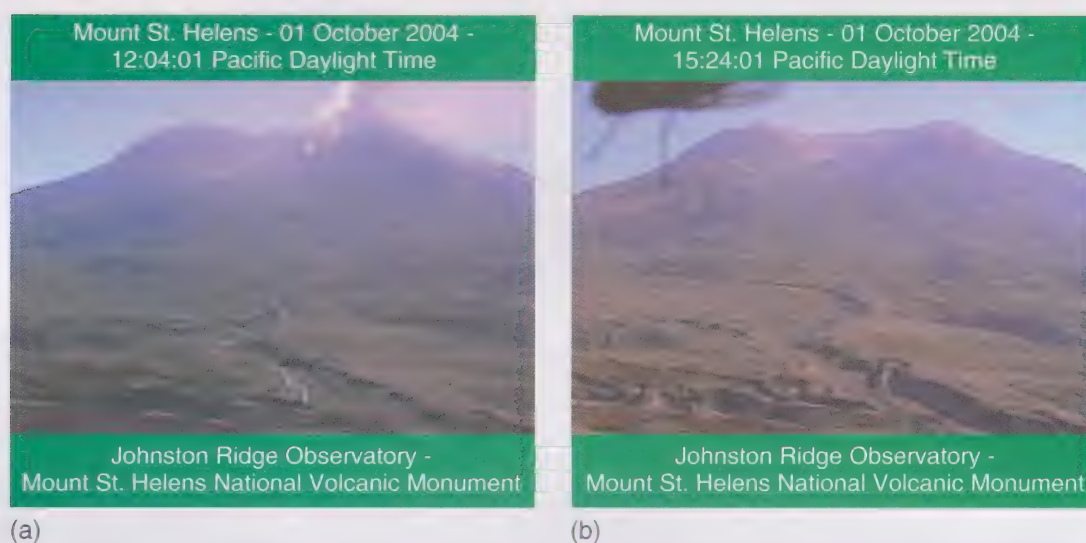 Mount St. Helens - 01 October 2004 -
12:04:01 Pacific Daylight Time
Johnston Ridge Observatory -
Mount St. Helens National Volcanic Monument
(a)
Mount St. Helens - 01 October 2004 -
15:24:01 Pacific Daylight Time
Johnston Ridge Observatory -
Mount St. Helens National Volcanic Monument
(b)